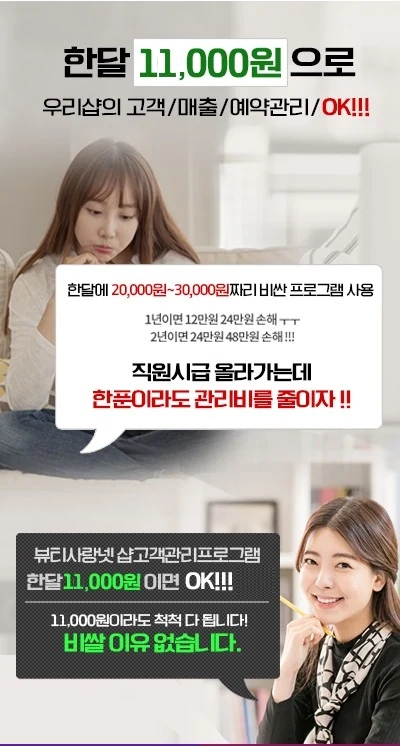 한달 11,000원 으로
우리샵의 고객/매출/예약관리/OK!!!
한달에 20,000원~30,000원짜리 비싼 프로그램 사용
1년이면 12만원 24만원 손해 ㅜㅜ
2년이면 24만원 48만원 손해 !!!
직원시급 올라가는데
한푼이라도 관리비를 줄이자 !!
뷰티사랑넷 샵고객관리프로그램
한달11,000원 이면 OK!!!
11,000원이라도 척척 다 됩니다!
비쌀 이유 없습니다.